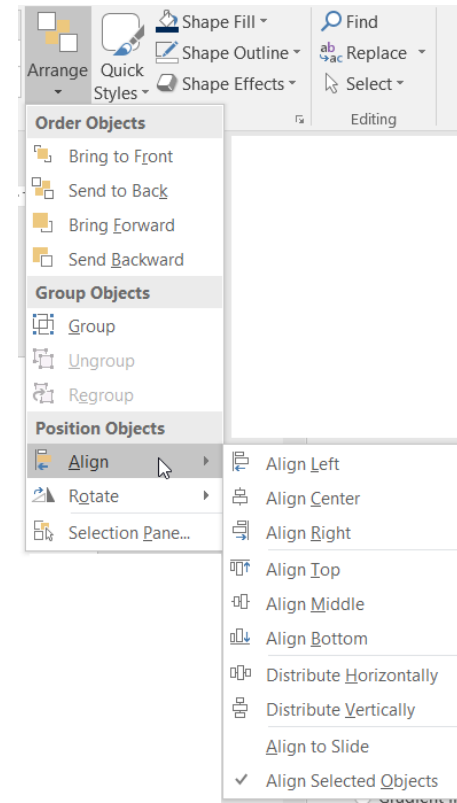 Shape Fill
Find
Shape Outline
Replace
Arrange
Quick
Styles
Shape Effects
Select
Editing
Order Objects
Bring to Front
Send to Back
Bring Forward
Send Backward
Group Objects
Group
Ungroup
Regroup
Position Objects
Align
Rotate
Selection Pane...
Align Left
Align Center
Align Right
Align Top
Align Middle
Align Bottom
Distribute Horizontally
Distribute Vertically
Align to Slide
Align Selected Objects